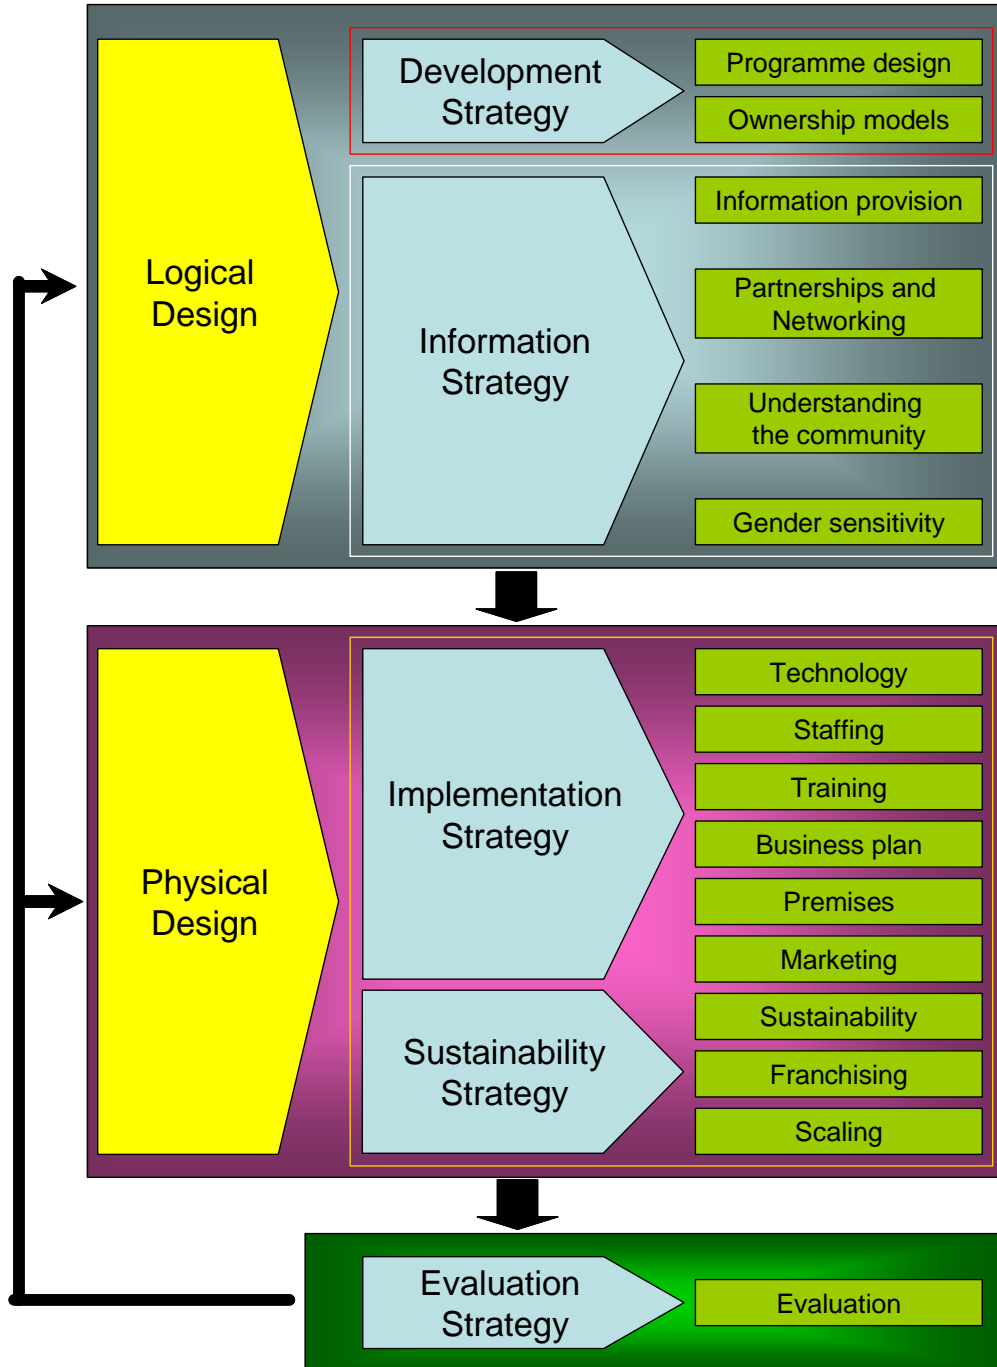 Logical
Design
Development
Strategy
Programme design
Ownership models
Information
Strategy
Information provision
Partnerships and
Networking
Understanding
the community
Gender sensitivity
Physical
Design
Implementation
Strategy
Technology
Staffing
Training
Business plan
Premises
Marketing
Sustainability
Strategy
Sustainability
Franchising
Scaling
Evaluation
Strategy
Evaluation